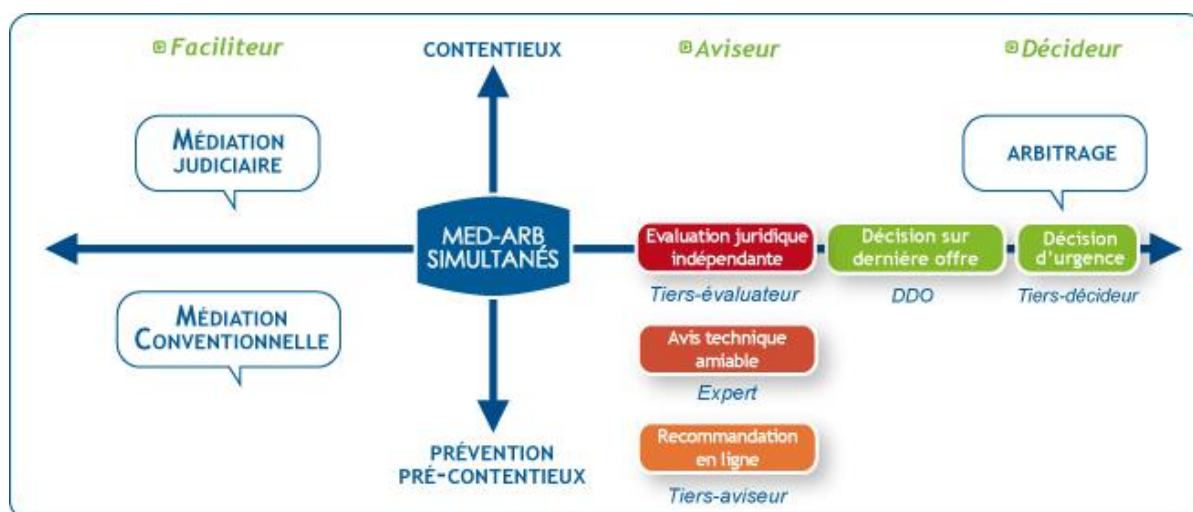 Faciliteur
CONTENTIEUX
Aviseur
Décideur
MÉDIATION
JUDICIAIRE
ARBITRAGE
MED-ARB
SIMULTANÉS
Evaluation juridique
indépendante
Décision sur
dernière offre
Décision
d'urgence
Tiers-évaluateur
DDO
Tiers-décideur
MÉDIATION
CONVENTIONNELLE
Avis technique
amiable
Expert
PRÉVENTION
PRÉ-CONTENTIEUX
Recommandation
en ligne
Tiers-aviseur